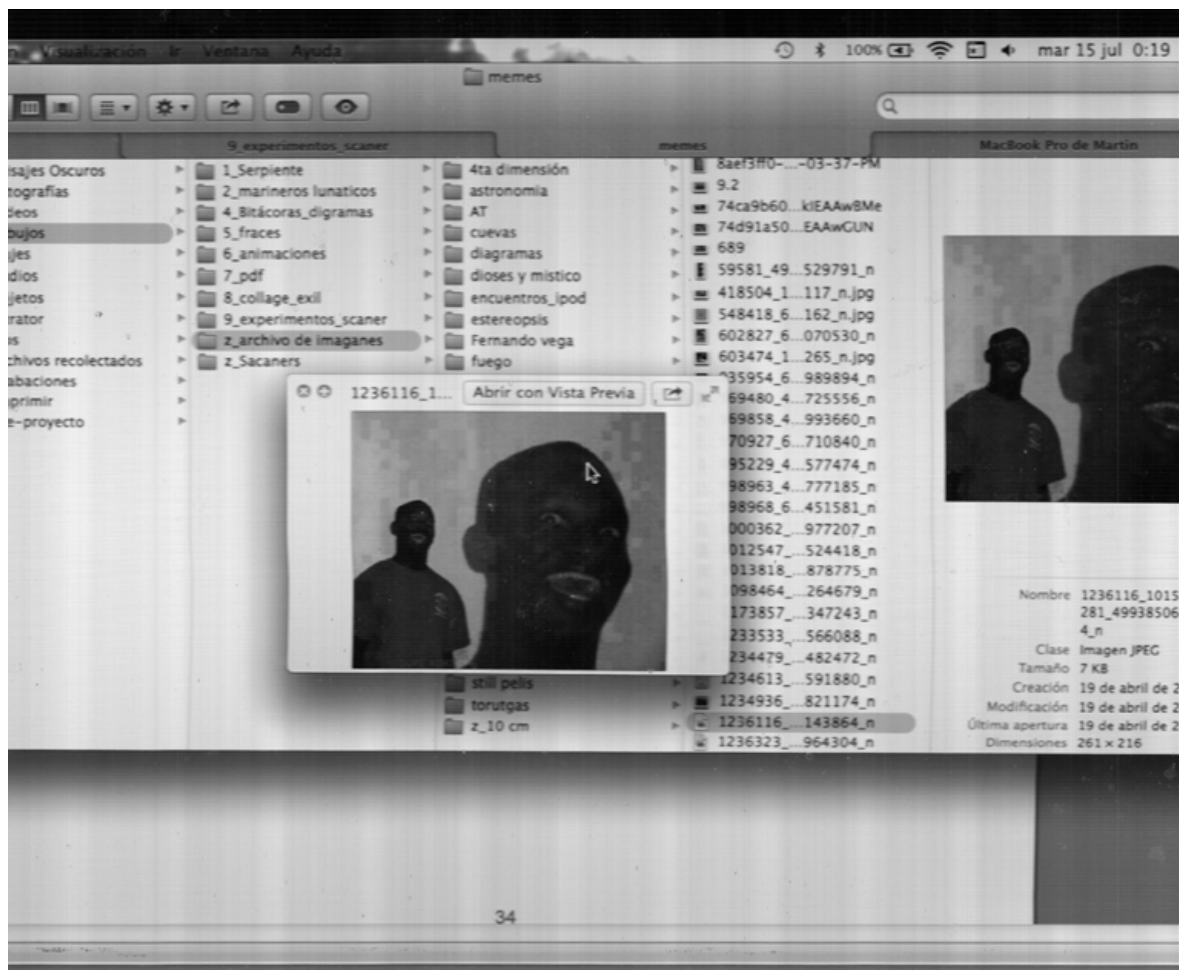 Visualización Ir Ventana Ayuda
100% mar 15 jul 0:19
memes
9_experimentos_scaner
memes
MacBook Pro de Martin
sajes Oscuros
tografías
deos
bujos
jes
dios
jetos
rator
os
chivos recolectados
abaciones
primir
e-proyecto
1_Serpiente
2_marineros lunaticos
4_Bitácoras_digramas
5_fraces
6_animaciones
7_pdf
8_collage_exil
9_experimentos_scaner
z_archivo de imaganes
z_Sacaners
4ta dimensión
astronomia
AT
cuevas
diagramas
dioses y mistico
encuentros_ipod
estereopsis
Fernando vega
fuego
still pelis
torutgas
z_10 cm
8aef3ff0-...-03-37-PM
9.2
74ca9b60...kIEAAwBMe
74d91a50...EAAwGUN
689
59581_49...529791_n
418504_1...117_n.jpg
548418_6...162_n.jpg
602827_6...070530_n
603474_1...265_n.jpg
935954_6...989894_n
69480_4...725556_n
69858_4...993660_n
70927_6...710840_n
95229_4...577474_n
98963_4...777185_n
98968_6...451581_n
000362_...977207_n
012547_...524418_n
013818_...878775_n
098464_...264679_n
173857_...347243_n
233533_...566088_n
234479_...482472_n
1234613_...591880_n
1234936_...821174_n
1236116_...143864_n
1236323_...964304_n
1236116_1... Abrir con Vista Previa
Nombre 1236116_1015
281_49938506
4_n
Clase Imagen JPEG
Tamaño 7 KB
Creación 19 de abril de 2
Modificación 19 de abril de 2
Última apertura 19 de abril de 2
Dimensiones 261 × 216
34